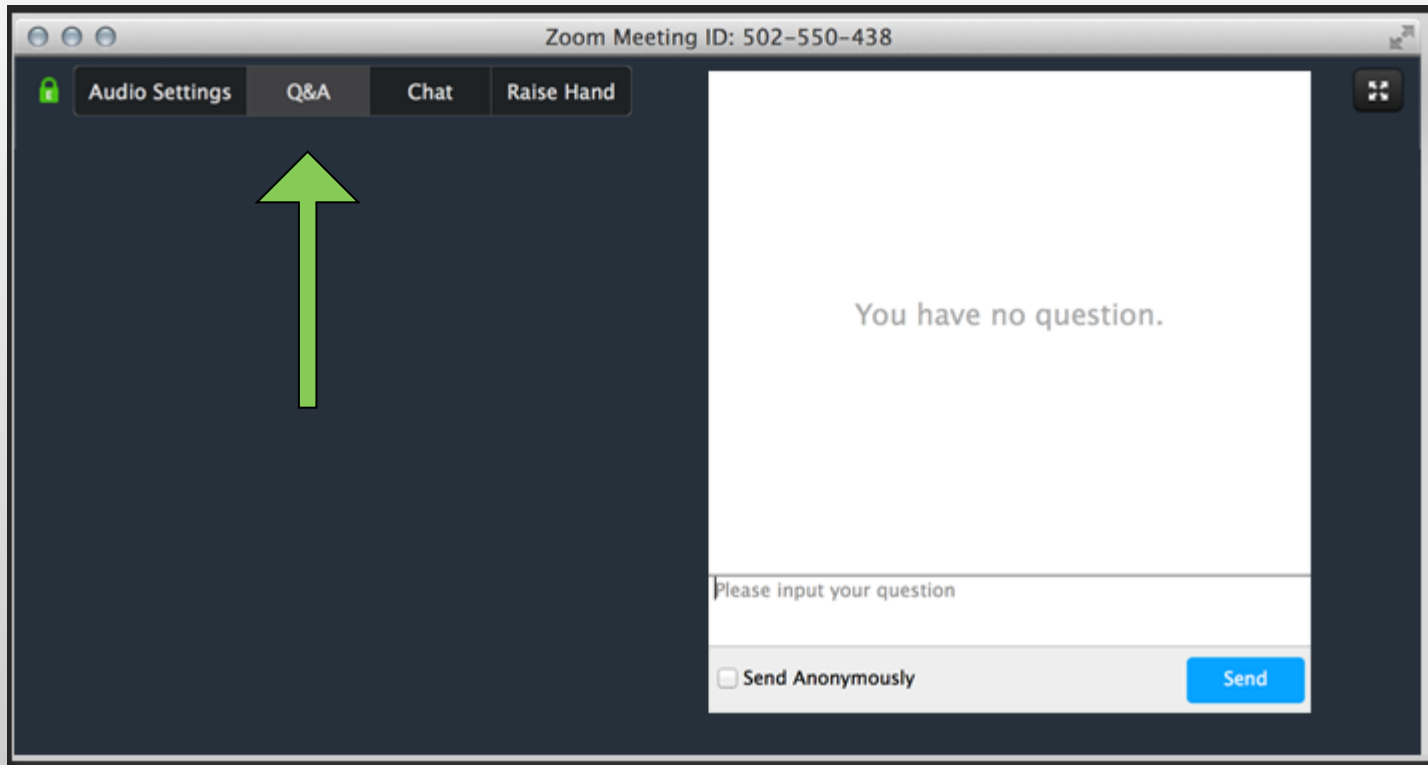 Zoom Meeting ID: 502-550-438
Audio Settings Q&A Chat Raise Hand
You have no question.
Please input your question
Send Anonymously Send